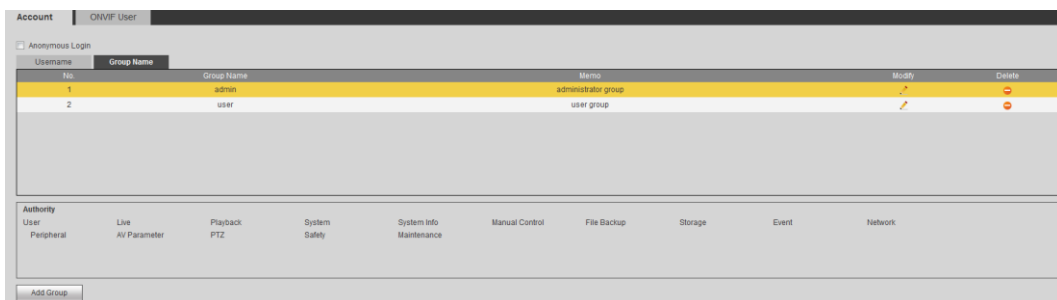 Account ONVIF User
Anonymous Login
Username Group Name
No. Group Name Memo Modify Delete
1 admin administrator group
2 user user group
Authority
User Live Playback System System Info Manual Control File Backup Storage Event Network
Peripheral AV Parameter PTZ Safety Maintenance
Add Group